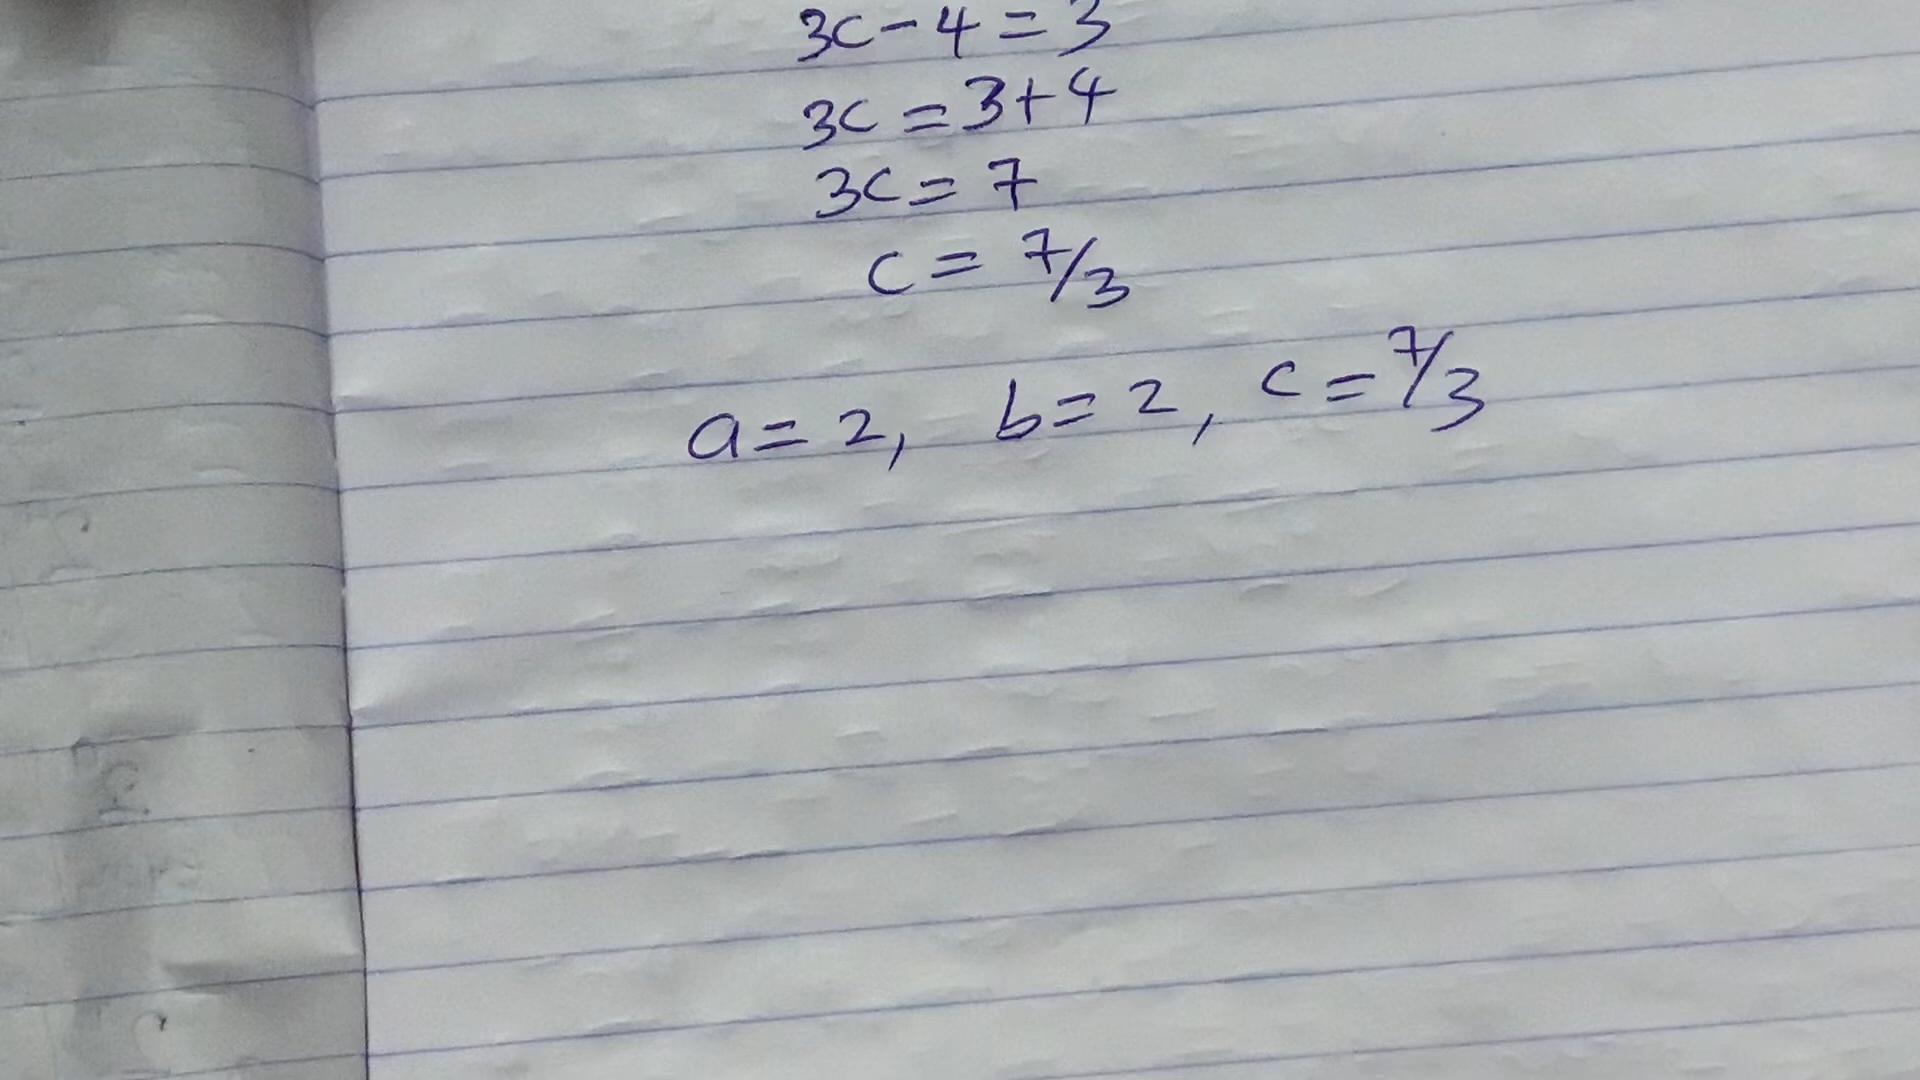 3c - 4 = 3
3c = 3 + 4
3c = 7
c = 7/3
a = 2, b = 2, c = 7/3